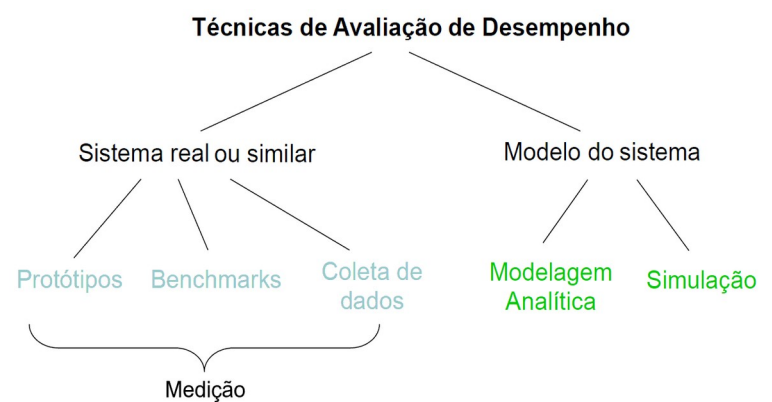 Técnicas de Avaliação de Desempenho
Sistema real ou similar
Modelo do sistema
Protótipos
Benchmarks
Coleta de
dados
Modelagem
Analítica
Simulação
Medição